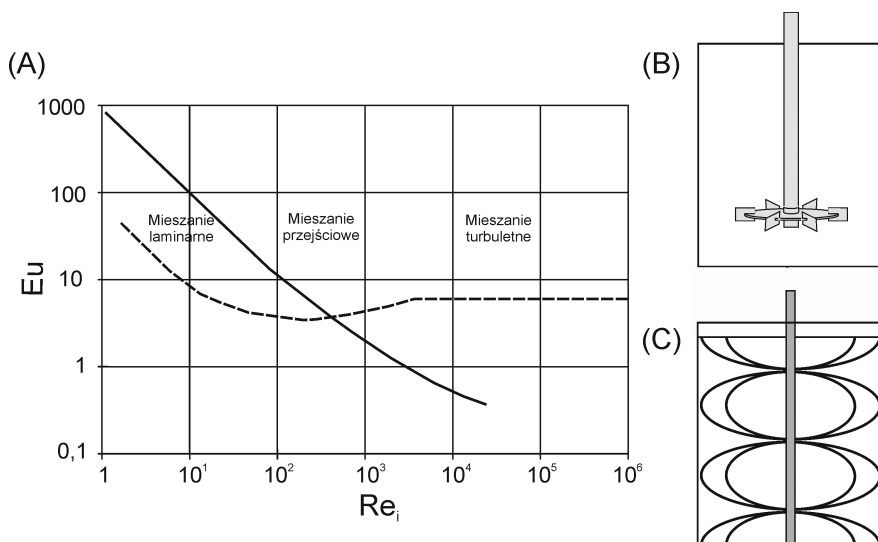 (A)
(B)
(C)
1000
100
10
1
0,1
Eu
Mieszanie
laminarne
Mieszanie
przejściowe
Mieszanie
turbuletne
1
10¹
10²
10³
10⁴
10⁵
10⁶
Reᵢ